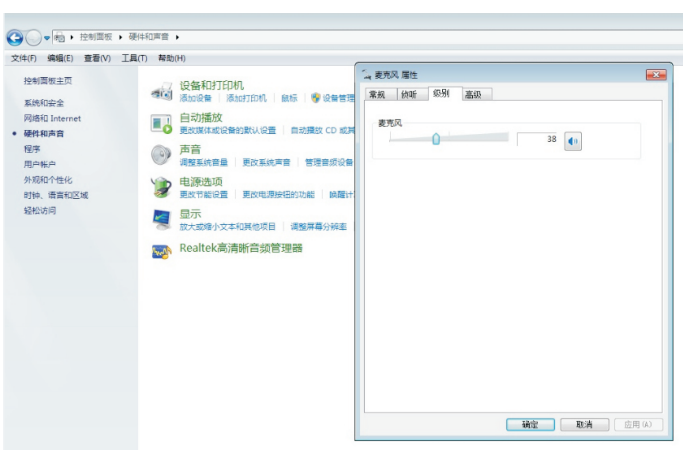 控制面板 ▸ 硬件和声音 ▸
文件(F) 编辑(E) 查看(V) 工具(T) 帮助(H)
控制面板主页
系统和安全
网络和 Internet
硬件和声音
程序
用户帐户
外观和个性化
时钟、语言和区域
轻松访问
设备和打印机
添加设备 添加打印机 鼠标 设备管理
自动播放
更改媒体或设备的默认设置 自动播放 CD 或其
声音
调整系统音量 更改系统声音 管理音频设备
电源选项
更改节能设置 更改电源按钮的功能 唤醒计
显示
放大或缩小文本和其他项目 调整屏幕分辨率
Realtek高清晰音频管理器
麦克风 属性
常规 侦听 级别 高级
麦克风
38
确定 取消 应用(A)